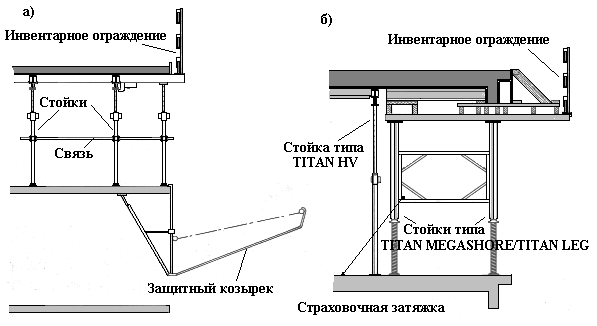 а)
Инвентарное ограждение
Стойки
Связь
Защитный козырек
б)
Инвентарное ограждение
Стойка типа
TITAN HV
Стойки типа
TITAN MEGASHORE/TITAN LEG
Страховочная затяжка